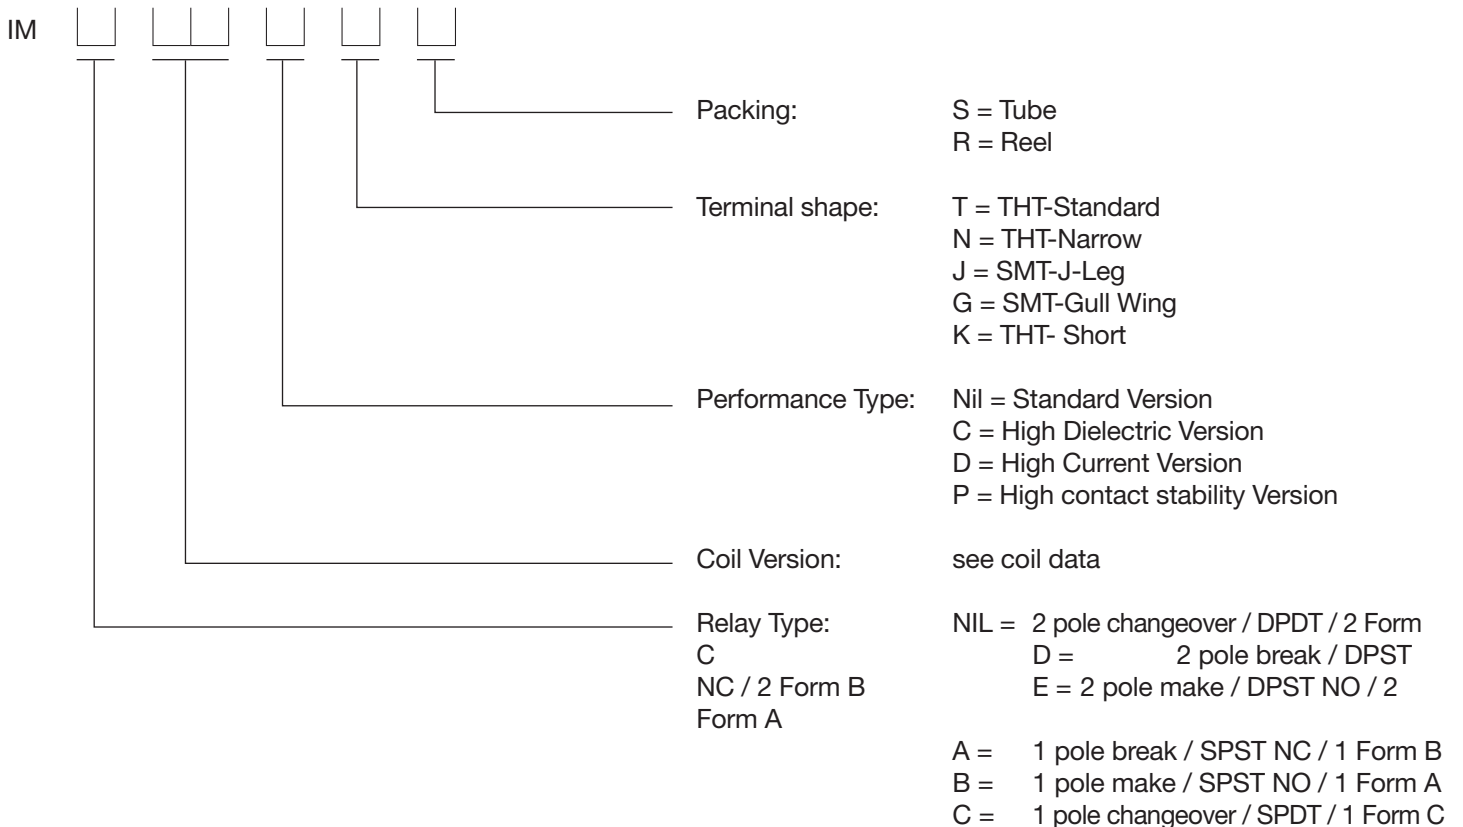 IM
Packing: S = Tube
R = Reel
Terminal shape: T = THT-Standard
N = THT-Narrow
J = SMT-J-Leg
G = SMT-Gull Wing
K = THT- Short
Performance Type: Nil = Standard Version
C = High Dielectric Version
D = High Current Version
P = High contact stability Version
Coil Version: see coil data
Relay Type: NIL = 2 pole changeover / DPDT / 2 Form
C D = 2 pole break / DPST
NC / 2 Form B E = 2 pole make / DPST NO / 2
Form A
A = 1 pole break / SPST NC / 1 Form B
B = 1 pole make / SPST NO / 1 Form A
C = 1 pole changeover / SPDT / 1 Form C